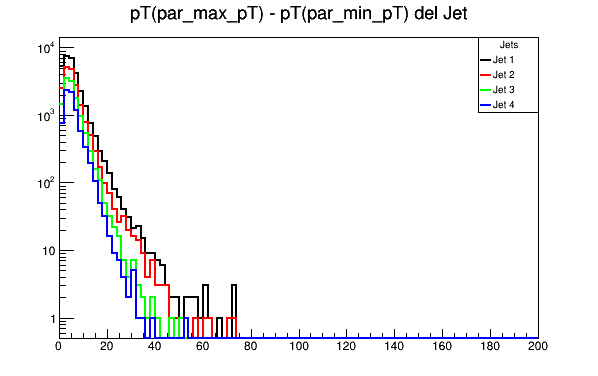 pT(par_max_pT) - pT(par_min_pT) del Jet
Jets
Jet 1
Jet 2
Jet 3
Jet 4
10^4
10^3
10^2
10
1
0 20 40 60 80 100 120 140 160 180 200